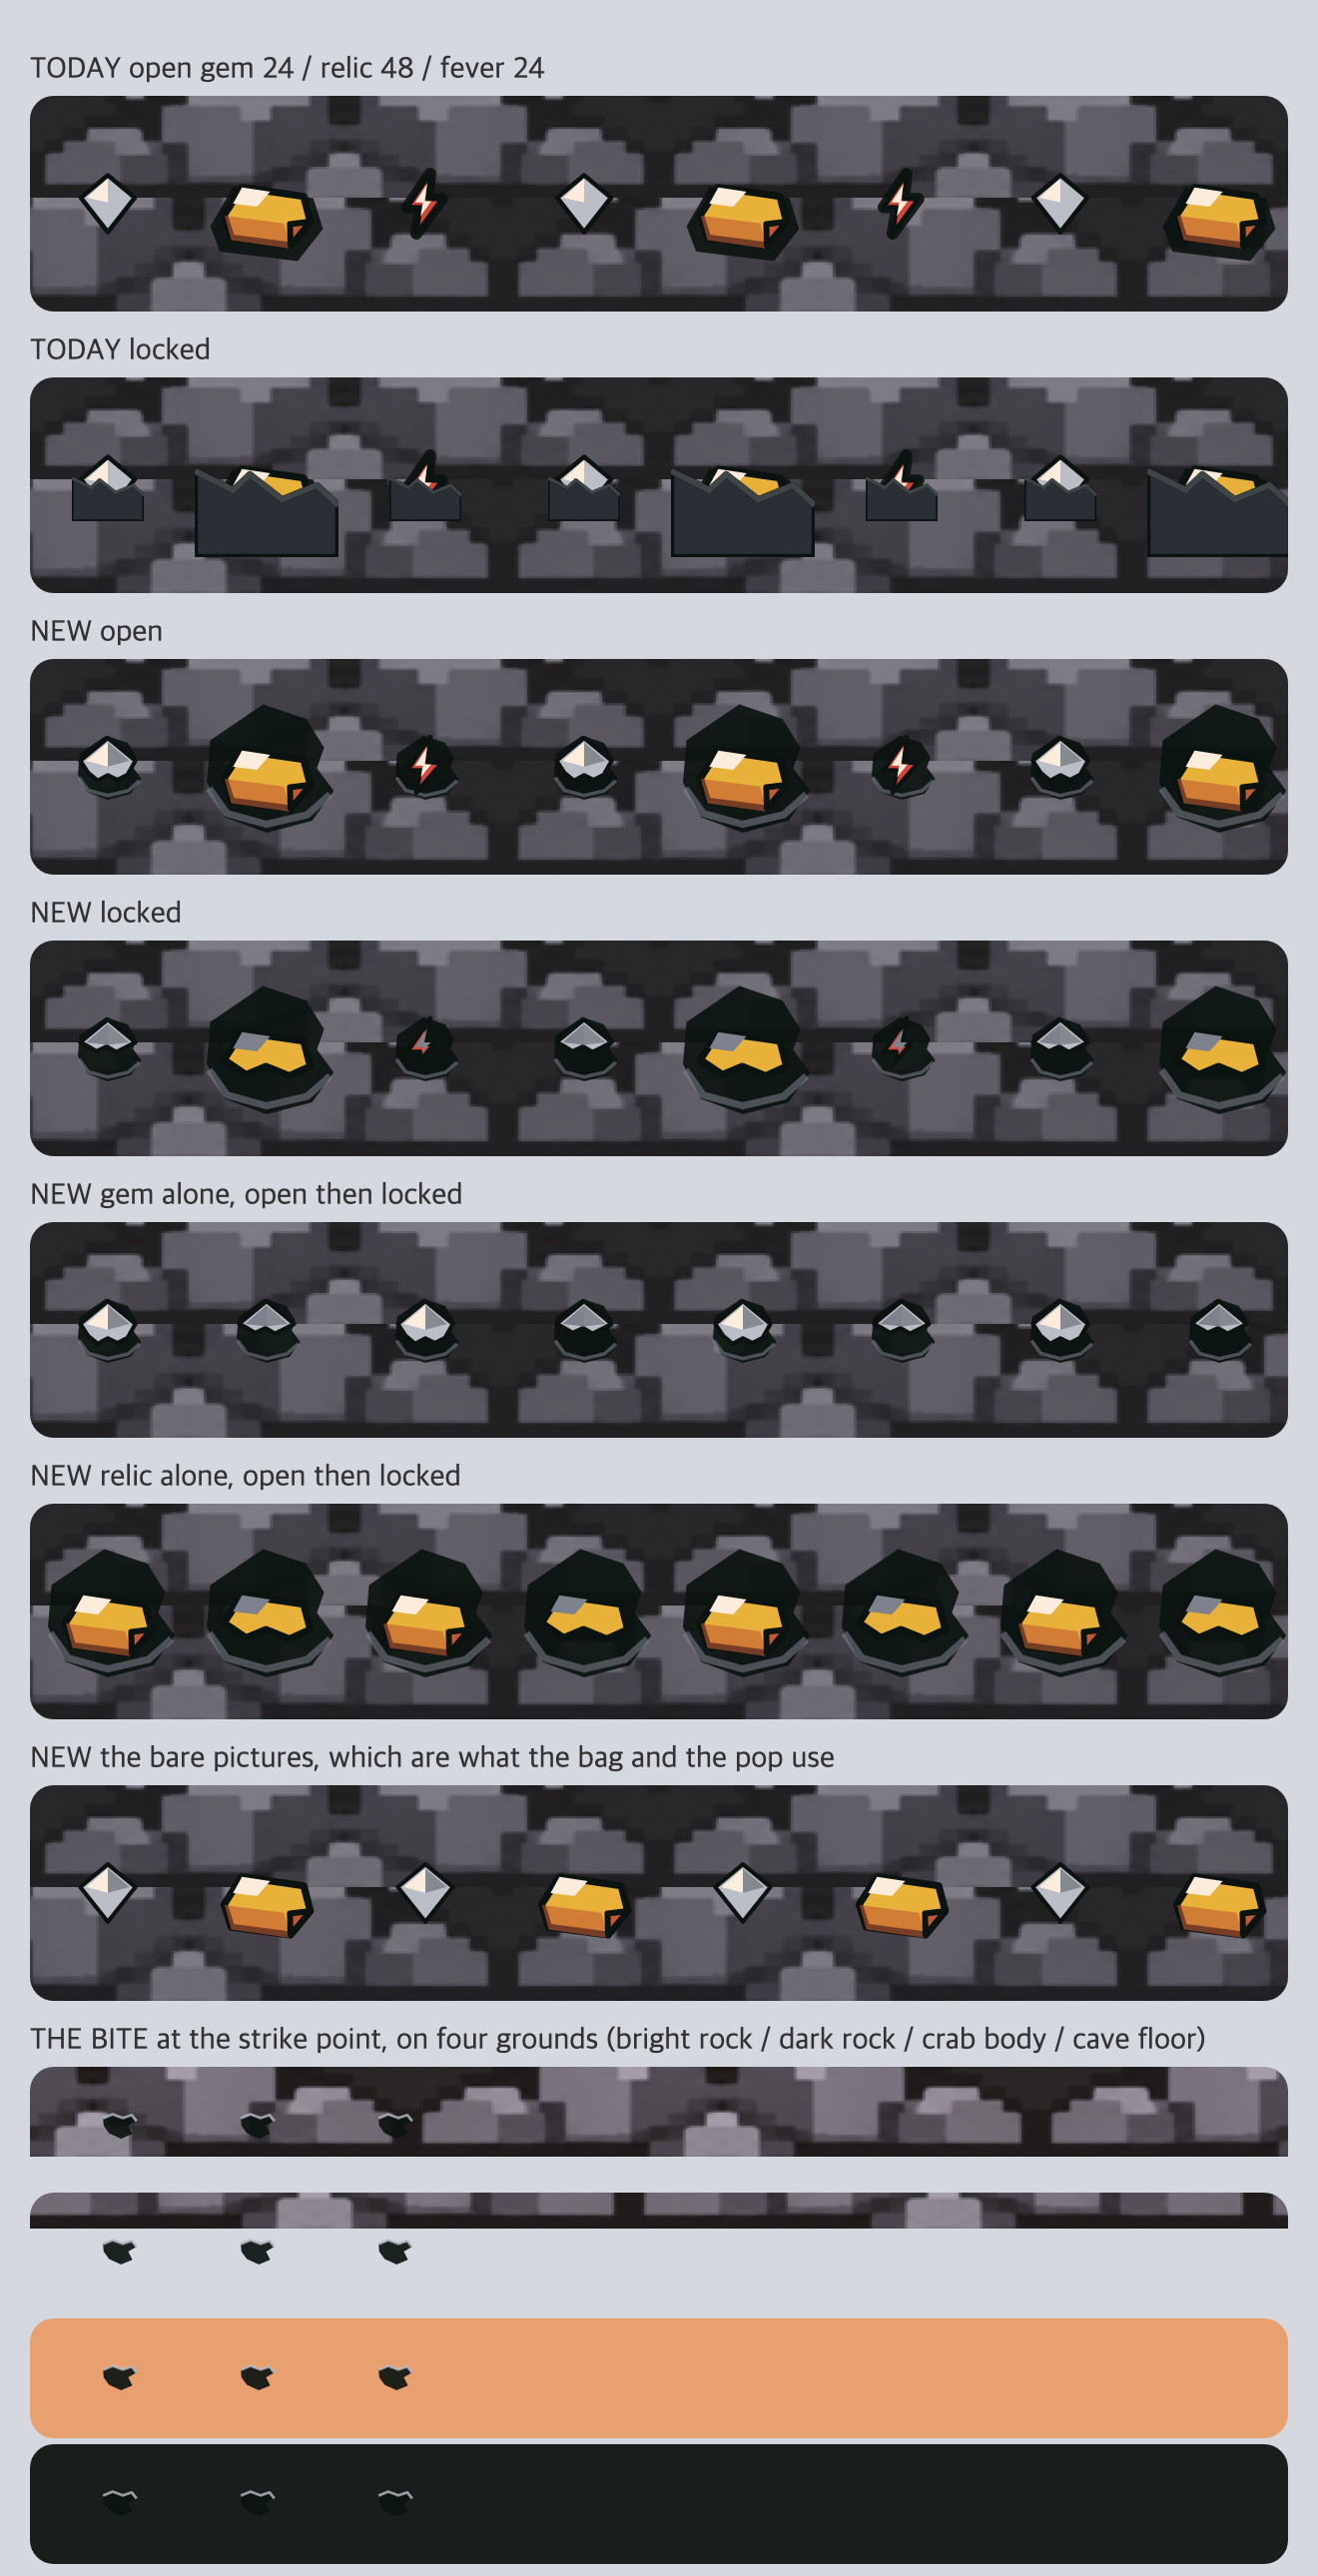 TODAY open gem 24 / relic 48 / fever 24
TODAY locked
NEW open
NEW locked
NEW gem alone, open then locked
NEW relic alone, open then locked
NEW the bare pictures, which are what the bag and the pop use
THE BITE at the strike point, on four grounds (bright rock / dark rock / crab body / cave floor)